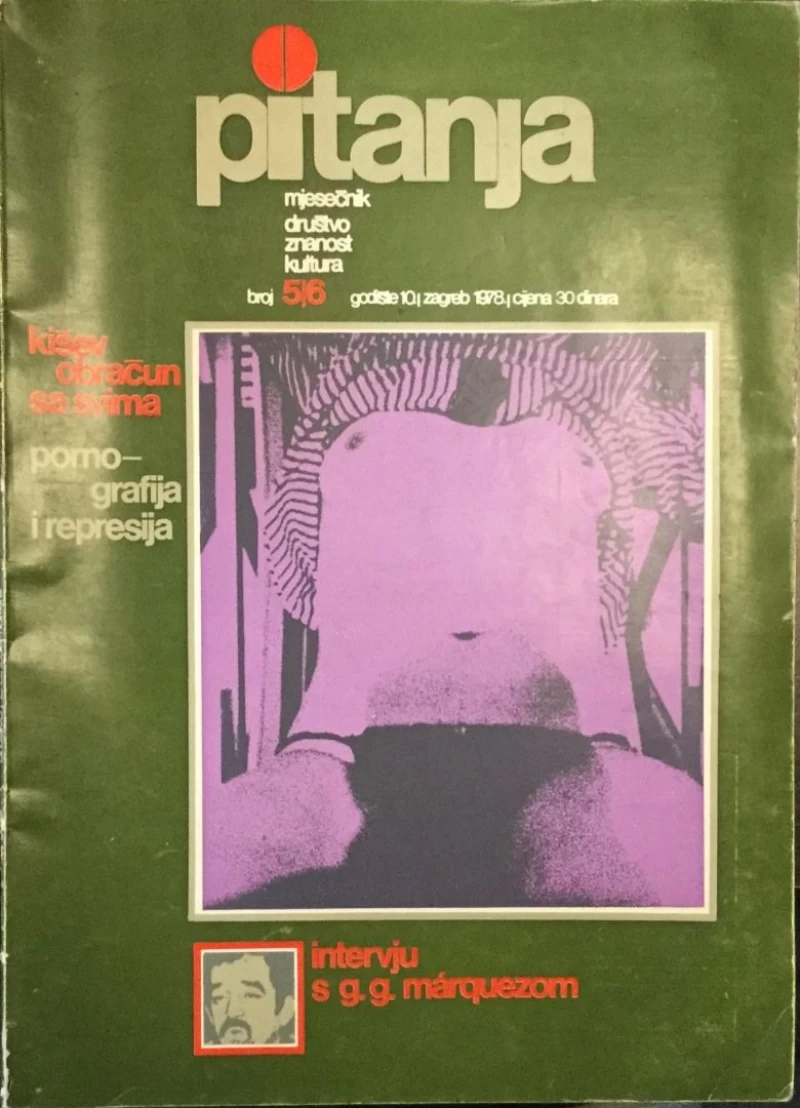 pitanja
mjesečnik
društvo
znanost
kultura
broj 5|6 godište 10.| zagreb 1978.| cijena 30 dinara
kišev
obračun
sa svima
porno–
grafija
i represija
intervju
s g. g. márquezom